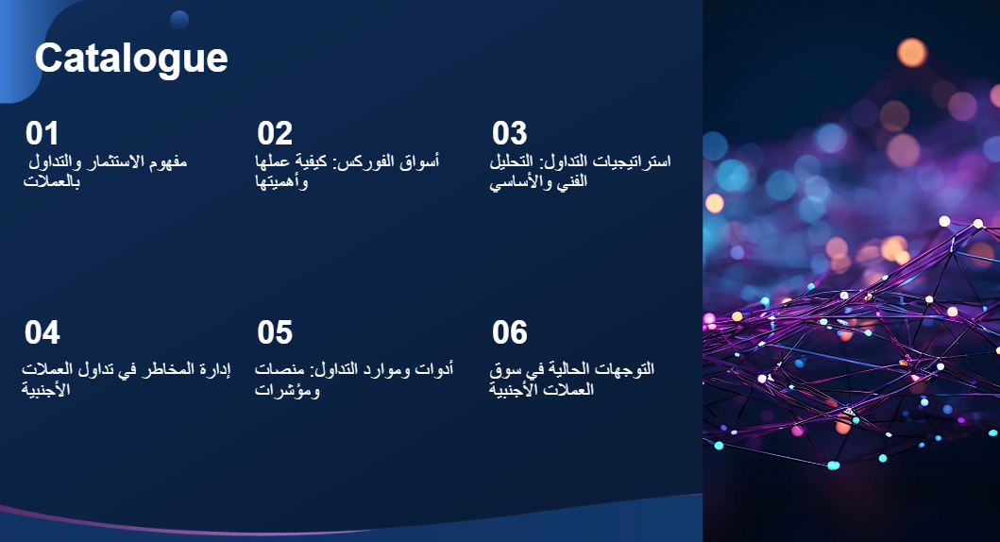 Catalogue
01
مفهوم الاستثمار والتداول
بالعملات
02
أسواق الفوركس: كيفية عملها
وأهميتها
03
استراتيجيات التداول: التحليل
الفني والأساسي
04
إدارة المخاطر في تداول العملات
الأجنبية
05
أدوات وموارد التداول: منصات
ومؤشرات
06
التوجهات الحالية في سوق
العملات الأجنبية